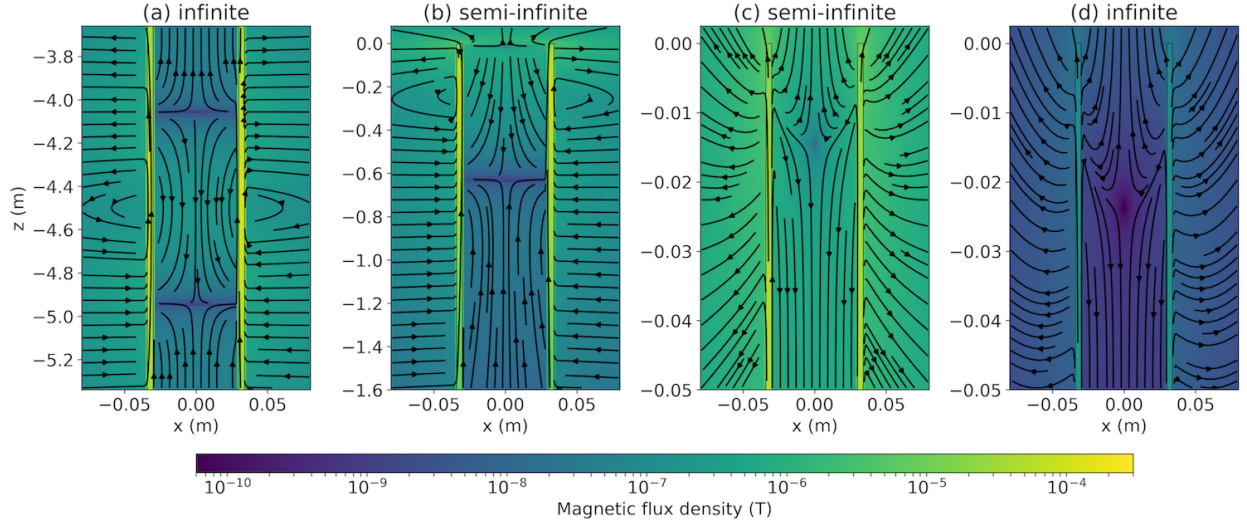 (a) infinite
(b) semi-infinite
(c) semi-infinite
(d) infinite
−3.8
−4.0
−4.2
−4.4
−4.6
−4.8
−5.0
−5.2
z (m)
0.0
−0.2
−0.4
−0.6
−0.8
−1.0
−1.2
−1.4
−1.6
0.00
−0.01
−0.02
−0.03
−0.04
−0.05
0.00
−0.01
−0.02
−0.03
−0.04
−0.05
−0.05 0.00 0.05
−0.05 0.00 0.05
−0.05 0.00 0.05
−0.05 0.00 0.05
x (m)
x (m)
x (m)
x (m)
10⁻¹⁰ 10⁻⁹ 10⁻⁸ 10⁻⁷ 10⁻⁶ 10⁻⁵ 10⁻⁴
Magnetic flux density (T)